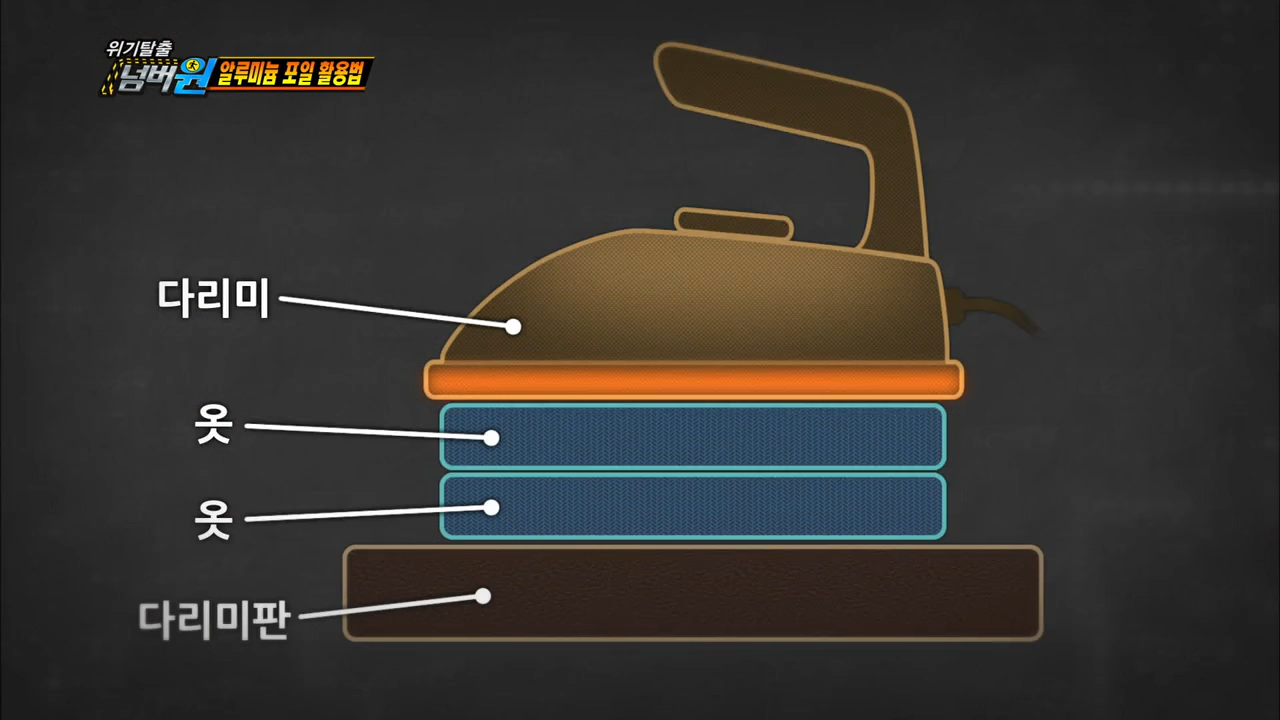 위기탈출
넘버원 알루미늄 포일 활용법
다리미
옷
옷
다리미판